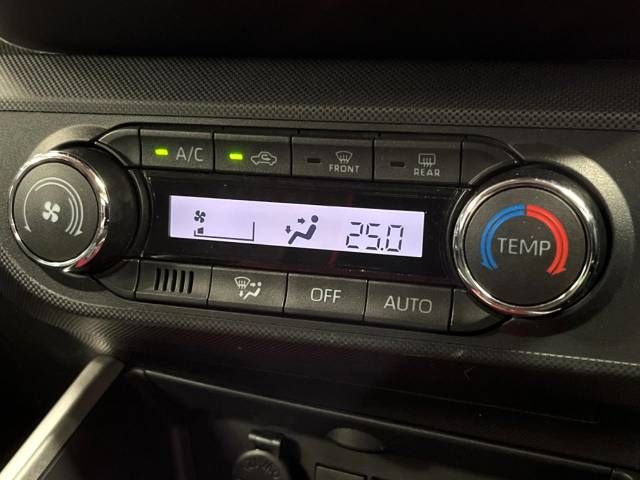 A/C
FRONT
REAR
25.0
TEMP
OFF
AUTO